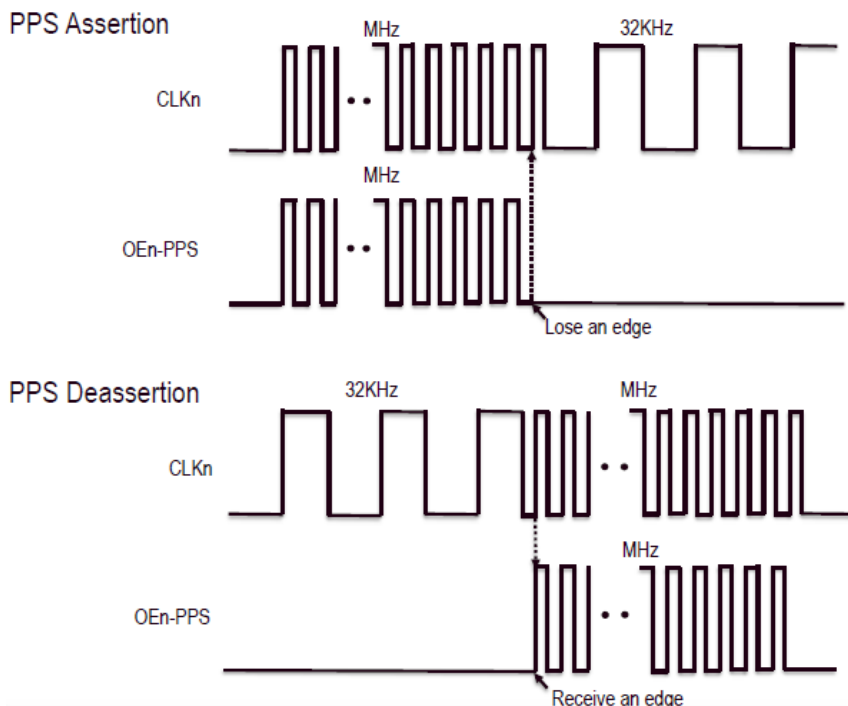 PPS Assertion
MHz
32KHz
CLKn
MHz
OEn-PPS
Lose an edge
PPS Deassertion
32KHz
MHz
CLKn
MHz
OEn-PPS
Receive an edge